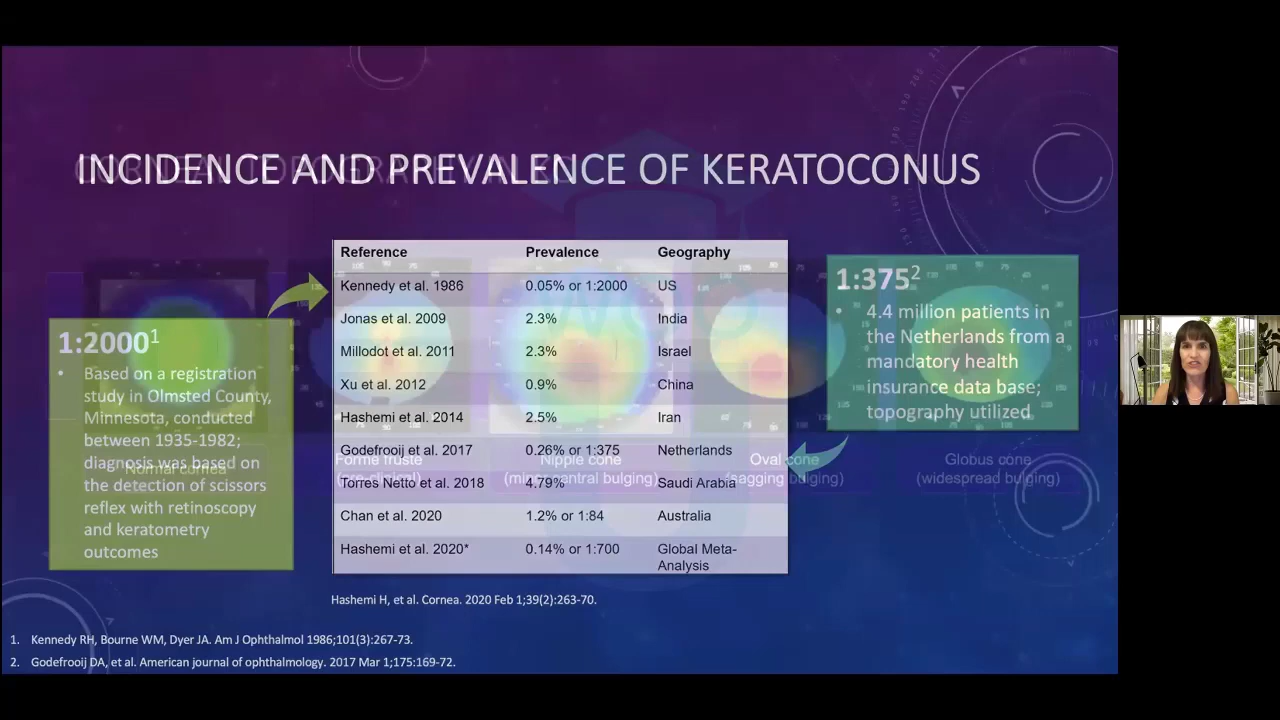 INCIDENCE AND PREVALENCE OF KERATOCONUS
Reference Prevalence Geography
Kennedy et al. 1986 0.05% or 1:2000 US
Jonas et al. 2009 2.3% India
Millodot et al. 2011 2.3% Israel
Xu et al. 2012 0.9% China
Hashemi et al. 2014 2.5% Iran
Godefrooij et al. 2017 0.26% or 1:375 Netherlands
Torres Netto et al. 2018 4.79% Saudi Arabia
Chan et al. 2020 1.2% or 1:84 Australia
Hashemi et al. 2020* 0.14% or 1:700 Global Meta-
Analysis
1:2000¹
• Based on a registration
study in Olmsted County,
Minnesota, conducted
between 1935-1982;
diagnosis was based on
the detection of scissors
reflex with retinoscopy
and keratometry
outcomes
1:375²
• 4.4 million patients in
the Netherlands from a
mandatory health
insurance data base;
topography utilized
Forme fruste
Nipple cone
bulging)
Oval cone
(sagging bulging)
Globus cone
(widespread bulging)
Hashemi H, et al. Cornea. 2020 Feb 1;39(2):263-70.
1. Kennedy RH, Bourne WM, Dyer JA. Am J Ophthalmol 1986;101(3):267-73.
2. Godefrooij DA, et al. American journal of ophthalmology. 2017 Mar 1;175:169-72.